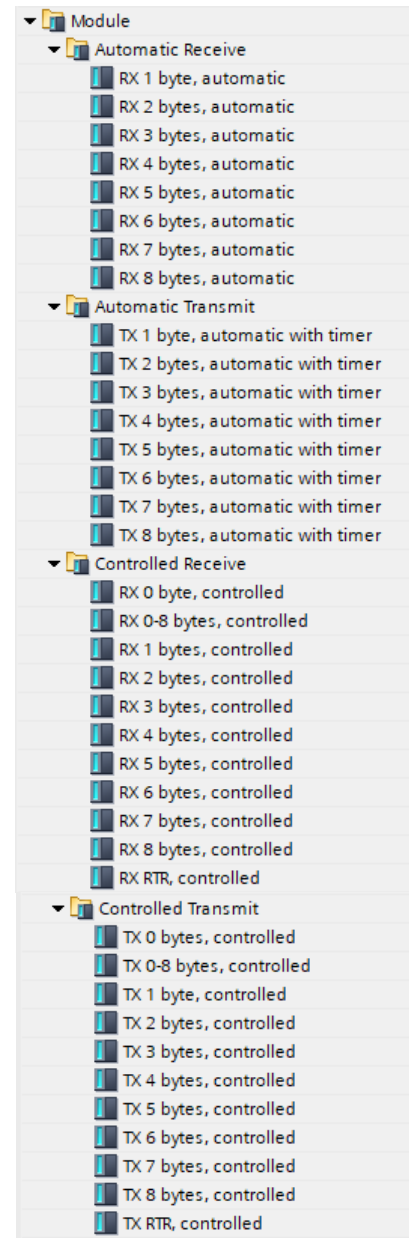 Module
Automatic Receive
RX 1 byte, automatic
RX 2 bytes, automatic
RX 3 bytes, automatic
RX 4 bytes, automatic
RX 5 bytes, automatic
RX 6 bytes, automatic
RX 7 bytes, automatic
RX 8 bytes, automatic
Automatic Transmit
TX 1 byte, automatic with timer
TX 2 bytes, automatic with timer
TX 3 bytes, automatic with timer
TX 4 bytes, automatic with timer
TX 5 bytes, automatic with timer
TX 6 bytes, automatic with timer
TX 7 bytes, automatic with timer
TX 8 bytes, automatic with timer
Controlled Receive
RX 0 byte, controlled
RX 0-8 bytes, controlled
RX 1 bytes, controlled
RX 2 bytes, controlled
RX 3 bytes, controlled
RX 4 bytes, controlled
RX 5 bytes, controlled
RX 6 bytes, controlled
RX 7 bytes, controlled
RX 8 bytes, controlled
RX RTR, controlled
Controlled Transmit
TX 0 bytes, controlled
TX 0-8 bytes, controlled
TX 1 byte, controlled
TX 2 bytes, controlled
TX 3 bytes, controlled
TX 4 bytes, controlled
TX 5 bytes, controlled
TX 6 bytes, controlled
TX 7 bytes, controlled
TX 8 bytes, controlled
TX RTR, controlled